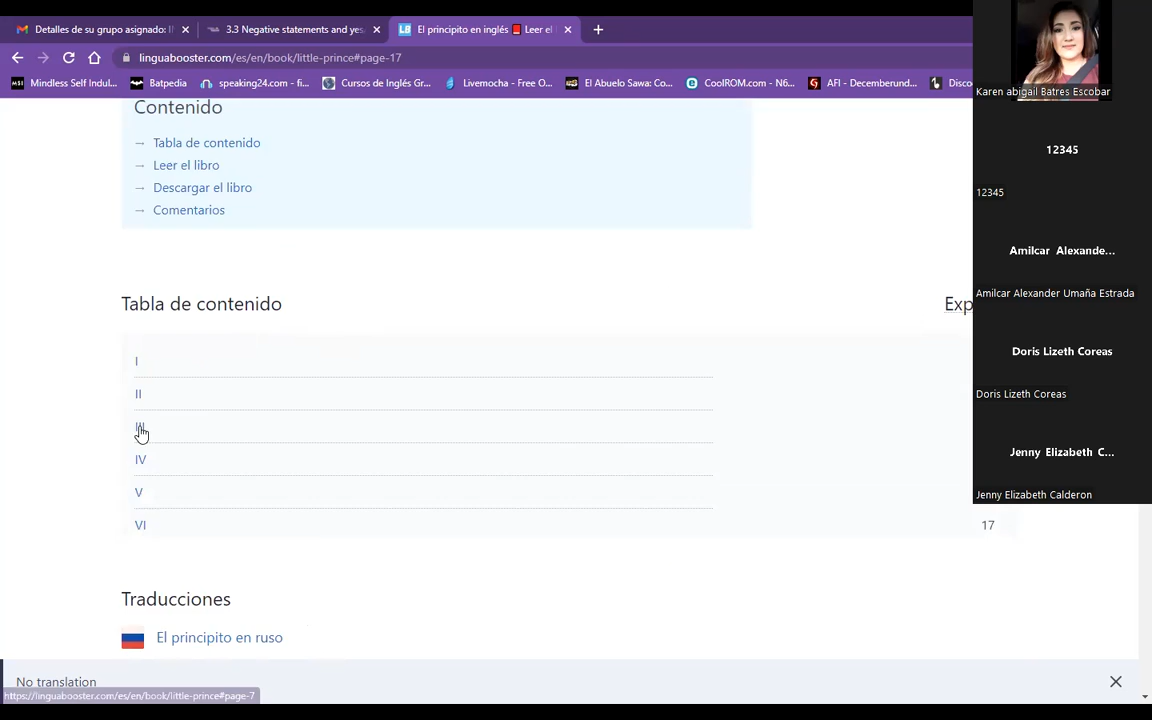 Detalles de su grupo asignado: I
3.3 Negative statements and yes
El principito en inglés Leer el
linguabooster.com/es/en/book/little-prince#page-17
Mindless Self Indul...
Batpedia
speaking24.com - fi...
Cursos de Inglés Gr...
Livemocha - Free O...
El Abuelo Sawa: Co...
CoolROM.com - N6...
AFI - Decemberund...
Disco
Contenido
→ Tabla de contenido
→ Leer el libro
→ Descargar el libro
→ Comentarios
Tabla de contenido
Exp
I
II
III
IV
V
VI 17
Traducciones
El principito en ruso
No translation
https://linguabooster.com/es/en/book/little-prince#page-7
Karen abigail Batres Escobar
12345
12345
Amilcar Alexande...
Amilcar Alexander Umaña Estrada
Doris Lizeth Coreas
Doris Lizeth Coreas
Jenny Elizabeth C...
Jenny Elizabeth Calderon